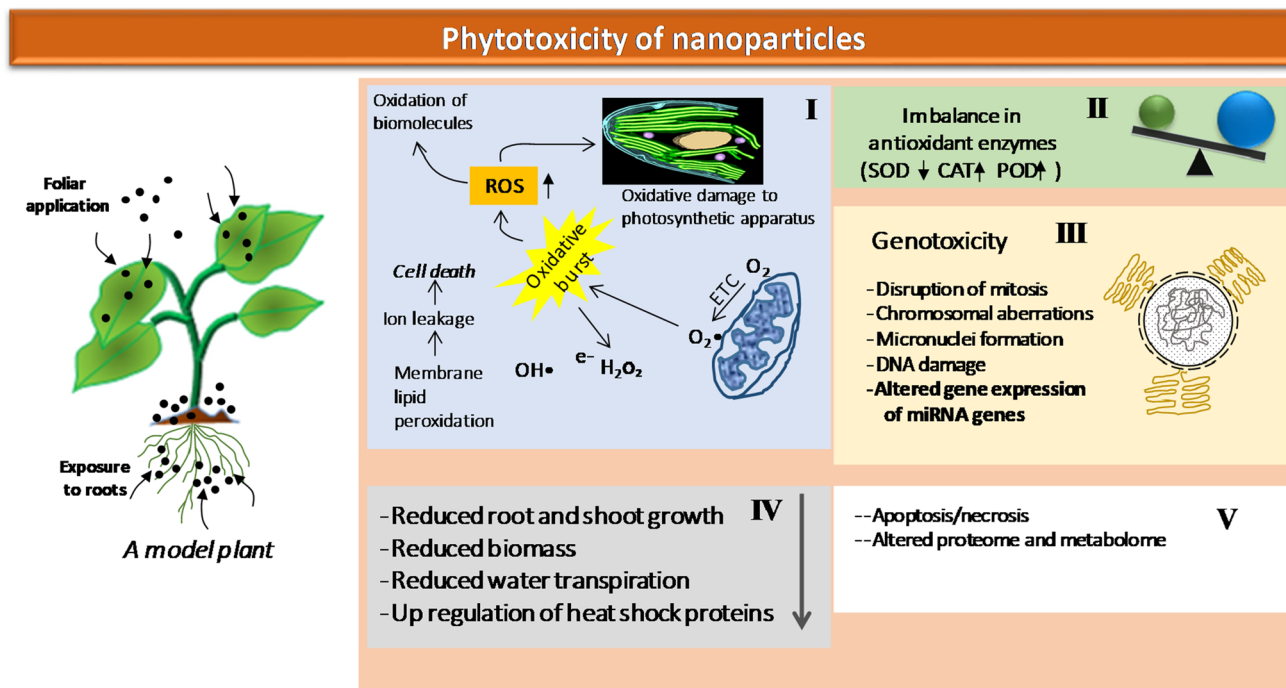 Phytotoxicity of nanoparticles
Foliar
application
Exposure
to roots
A model plant
I
Oxidation of
biomolecules
ROS
Oxidative damage to
photosynthetic apparatus
Oxidative
burst
Cell death
Ion leakage
Membrane
lipid
peroxidation
OH•
e- H₂O₂
O₂
ETC
O₂•
II
Imbalance in
antioxidant enzymes
(SOD ↓ CAT↑ POD↑ )
III
Genotoxicity
-Disruption of mitosis
-Chromosomal aberrations
-Micronuclei formation
-DNA damage
-Altered gene expression
of miRNA genes
IV
-Reduced root and shoot growth
-Reduced biomass
-Reduced water transpiration
-Up regulation of heat shock proteins
V
--Apoptosis/necrosis
--Altered proteome and metabolome